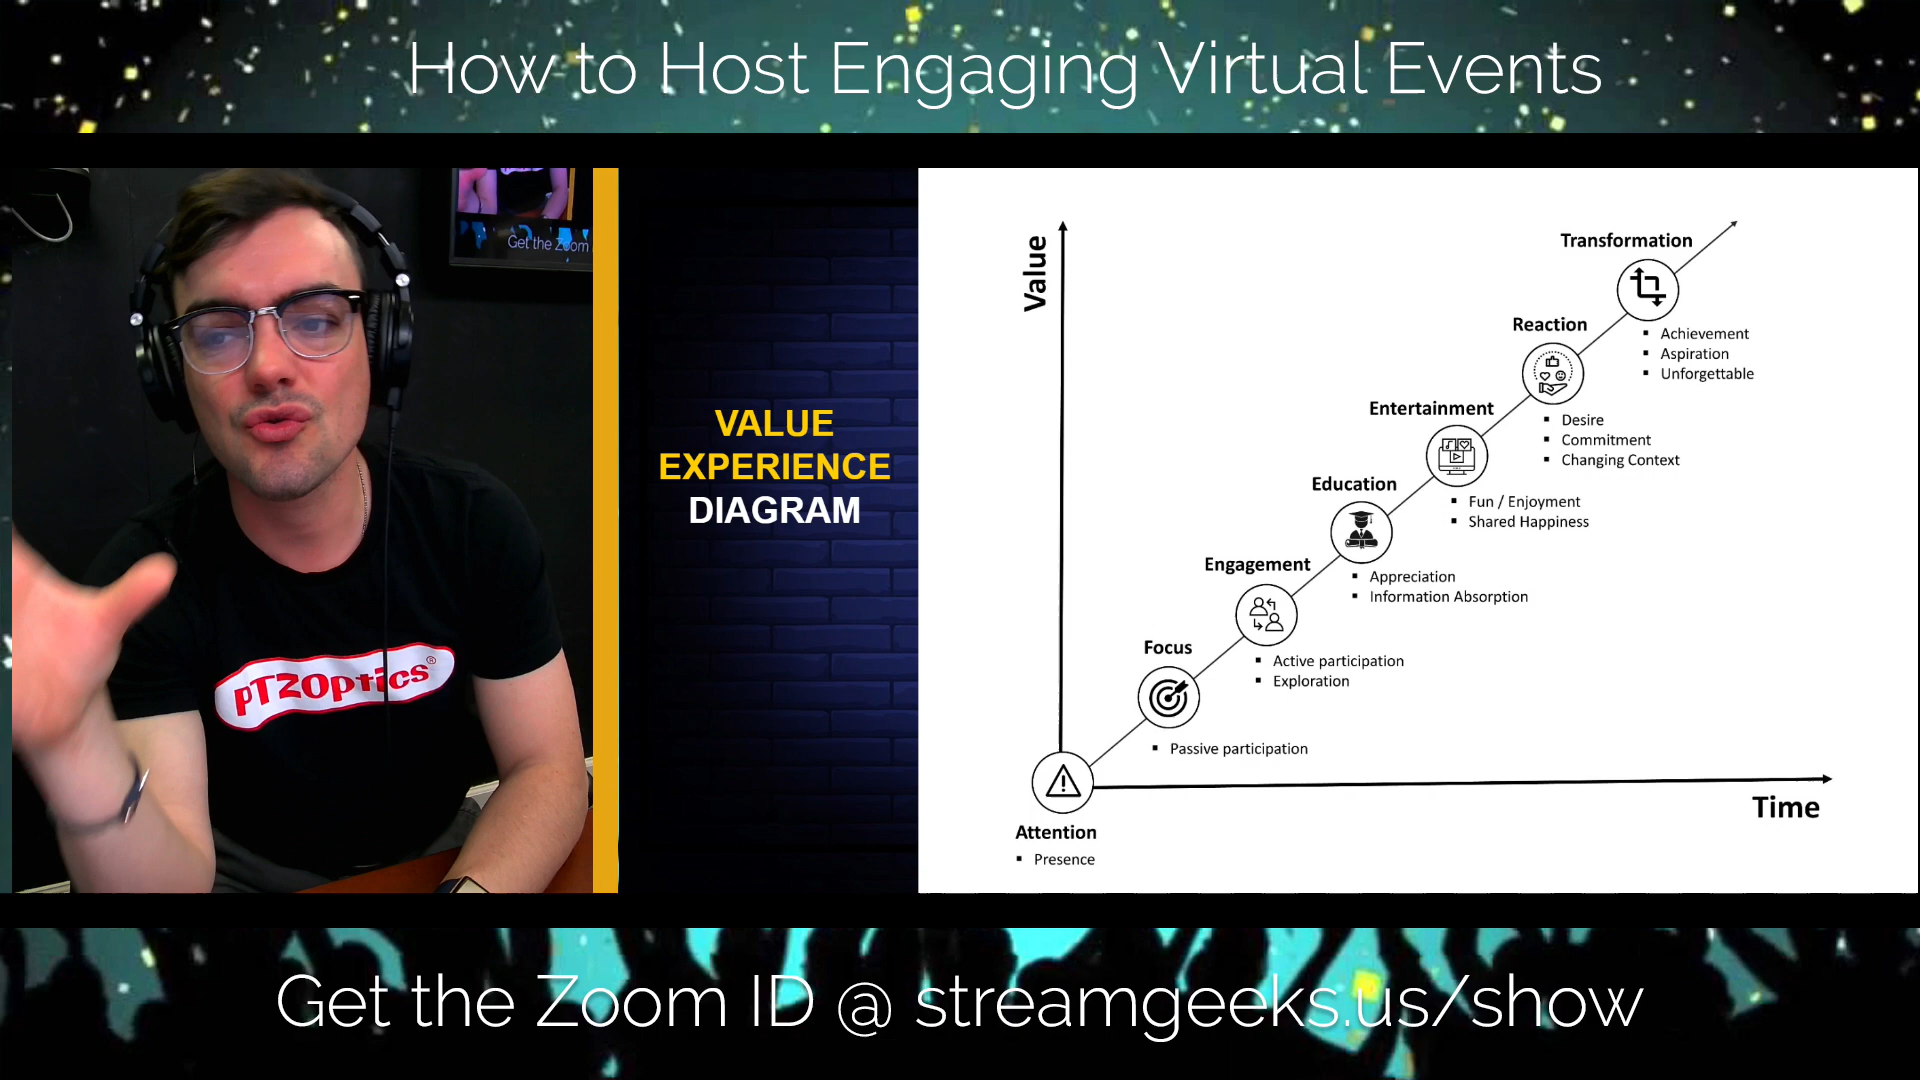 How to Host Engaging Virtual Events
Get the Zoom
PTZOptics®
VALUE
EXPERIENCE
DIAGRAM
Value
Transformation
▪ Achievement
▪ Aspiration
▪ Unforgettable
Reaction
▪ Desire
▪ Commitment
▪ Changing Context
Entertainment
▪ Fun / Enjoyment
▪ Shared Happiness
Education
▪ Appreciation
▪ Information Absorption
Engagement
▪ Active participation
▪ Exploration
Focus
▪ Passive participation
Attention
▪ Presence
Time
Get the Zoom ID @ streamgeeks.us/show